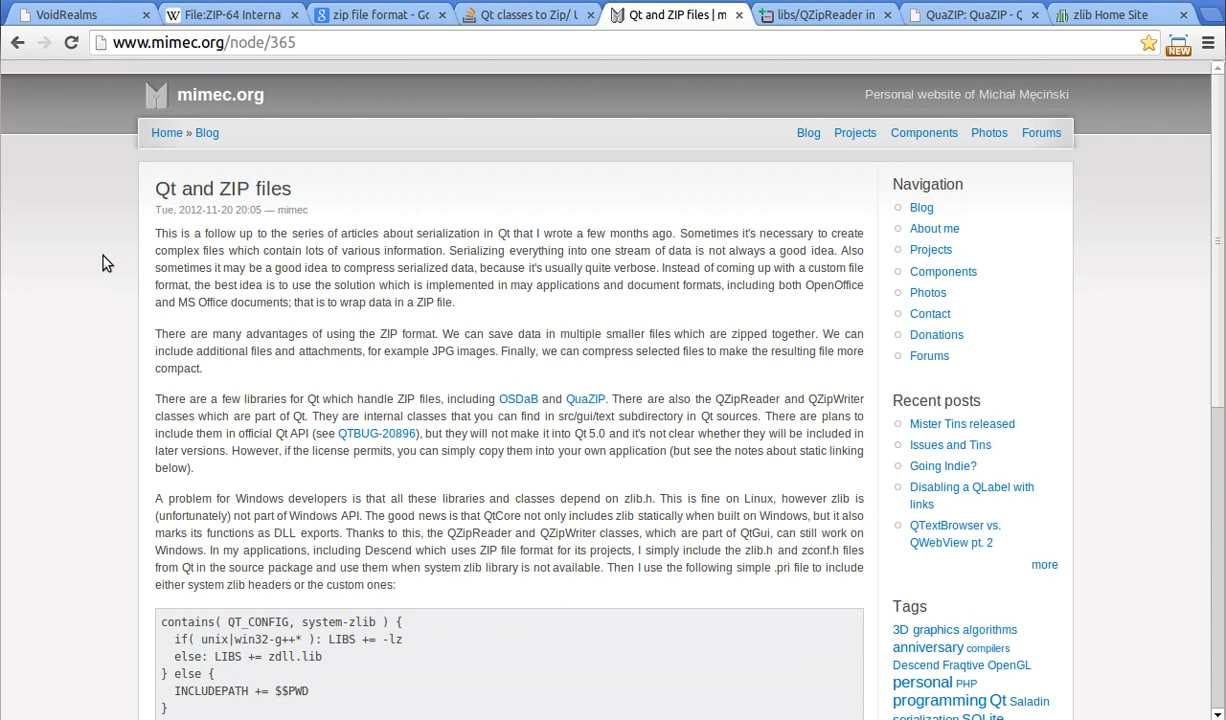 VoidRealms
File:ZIP-64 Interna
zip file format - Go
Qt classes to Zip/ U
Qt and ZIP files | m
libs/QZipReader in
QuaZIP: QuaZIP - Q
zlib Home Site
www.mimec.org/node/365
NEW
mimec.org
Personal website of Michał Męciński
Home » Blog
Blog Projects Components Photos Forums
Qt and ZIP files
Tue, 2012-11-20 20:05 — mimec
This is a follow up to the series of articles about serialization in Qt that I wrote a few months ago. Sometimes it's necessary to create
complex files which contain lots of various information. Serializing everything into one stream of data is not always a good idea. Also
sometimes it may be a good idea to compress serialized data, because it's usually quite verbose. Instead of coming up with a custom file
format, the best idea is to use the solution which is implemented in may applications and document formats, including both OpenOffice
and MS Office documents; that is to wrap data in a ZIP file.
There are many advantages of using the ZIP format. We can save data in multiple smaller files which are zipped together. We can
include additional files and attachments, for example JPG images. Finally, we can compress selected files to make the resulting file more
compact.
There are a few libraries for Qt which handle ZIP files, including OSDaB and QuaZIP. There are also the QZipReader and QZipWriter
classes which are part of Qt. They are internal classes that you can find in src/gui/text subdirectory in Qt sources. There are plans to
include them in official Qt API (see QTBUG-20896), but they will not make it into Qt 5.0 and it's not clear whether they will be included in
later versions. However, if the license permits, you can simply copy them into your own application (but see the notes about static linking
below).
A problem for Windows developers is that all these libraries and classes depend on zlib.h. This is fine on Linux, however zlib is
(unfortunately) not part of Windows API. The good news is that QtCore not only includes zlib statically when built on Windows, but it also
marks its functions as DLL exports. Thanks to this, the QZipReader and QZipWriter classes, which are part of QtGui, can still work on
Windows. In my applications, including Descend which uses ZIP file format for its projects, I simply include the zlib.h and zconf.h files
from Qt in the source package and use them when system zlib library is not available. Then I use the following simple .pri file to include
either system zlib headers or the custom ones:
contains( QT_CONFIG, system-zlib ) {
if( unix|win32-g++* ): LIBS += -lz
else: LIBS += zdll.lib
} else {
INCLUDEPATH += $$PWD
}
Navigation
Blog
About me
Projects
Components
Photos
Contact
Donations
Forums
Recent posts
Mister Tins released
Issues and Tins
Going Indie?
Disabling a QLabel with
links
QTextBrowser vs.
QWebView pt. 2
more
Tags
3D graphics algorithms
anniversary compilers
Descend Fraqtive OpenGL
personal PHP
programming Qt Saladin
serialization SQLite